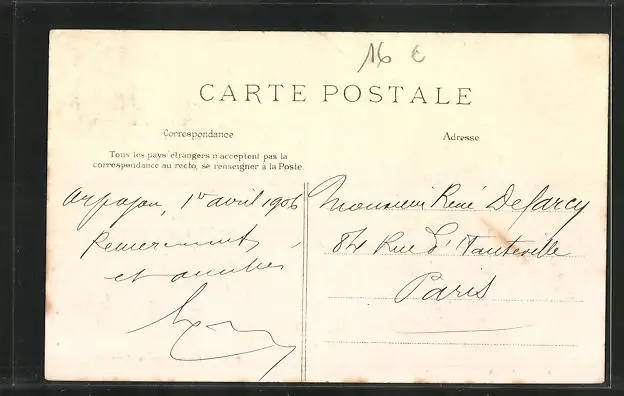 16 €
CARTE POSTALE
Correspondance
Adresse
Tous les pays étrangers n'acceptent pas la
correspondance au recto, se renseigner à la Poste
Arpajon, 1er avril 1906
Remerciements
et amitiés
Monsieur René Delarcy
84 Rue d'Hauteville
Paris